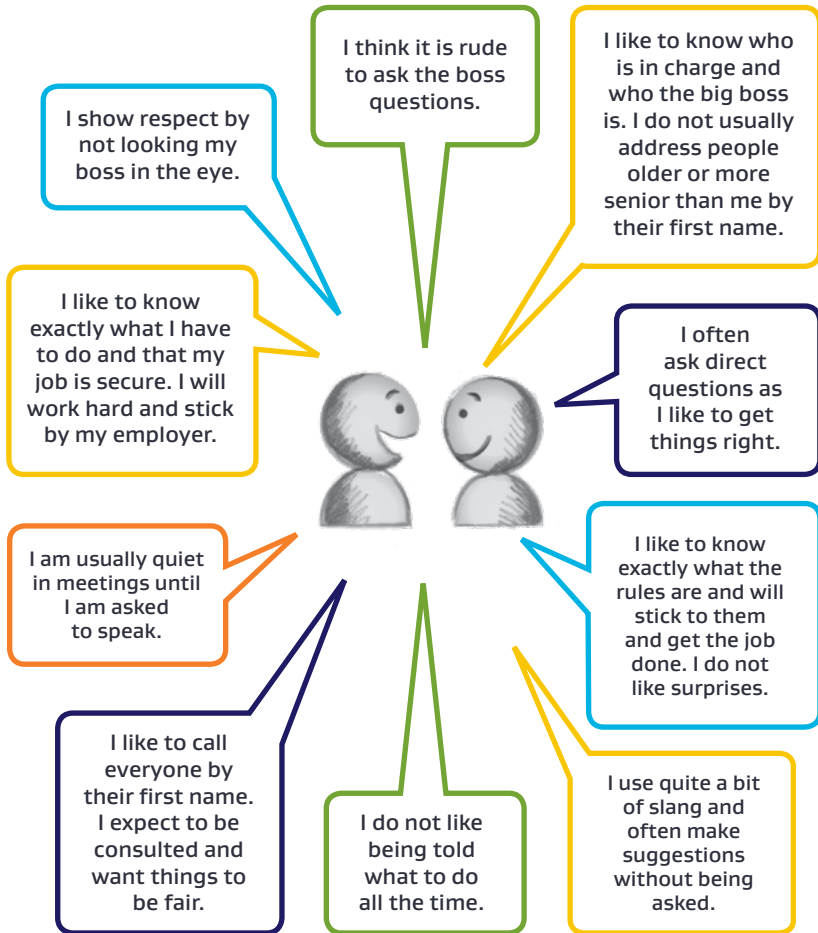 I think it is rude
to ask the boss
questions.
I like to know who
is in charge and
who the big boss
is. I do not usually
address people
older or more
senior than me by
their first name.
I show respect by
not looking my
boss in the eye.
I like to know
exactly what I have
to do and that my
job is secure. I will
work hard and stick
by my employer.
I often
ask direct
questions as
I like to get
things right.
I am usually quiet
in meetings until
I am asked
to speak.
I like to know
exactly what the
rules are and will
stick to them
and get the job
done. I do not
like surprises.
I like to call
everyone by
their first name.
I expect to be
consulted and
want things to
be fair.
I do not like
being told
what to do
all the time.
I use quite a bit
of slang and
often make
suggestions
without being
asked.